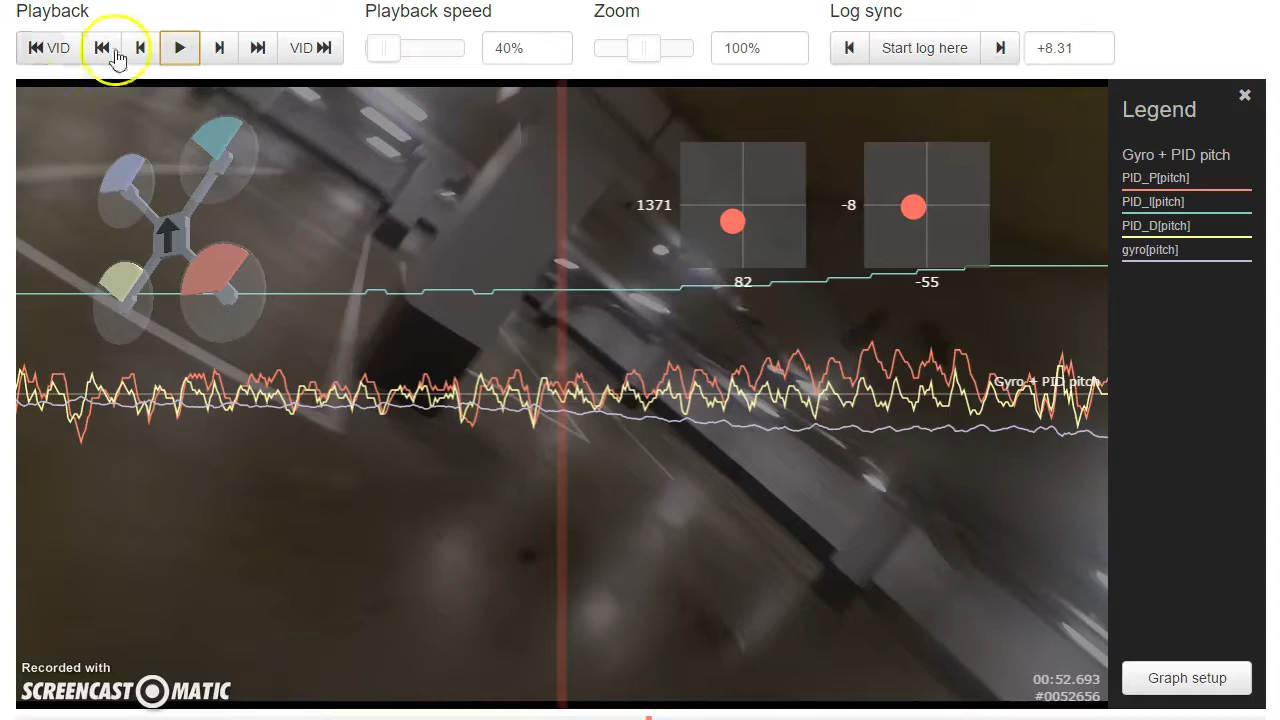 Playback
Playback speed
Zoom
Log sync
VID
VID
40%
100%
Start log here
+8.31
Legend
Gyro + PID pitch
PID_P[pitch]
PID_I[pitch]
PID_D[pitch]
gyro[pitch]
1371
-8
82
-55
Gyro + PID pitch
Recorded with
SCREENCAST MATIC
00:52.693
#0052656
Graph setup